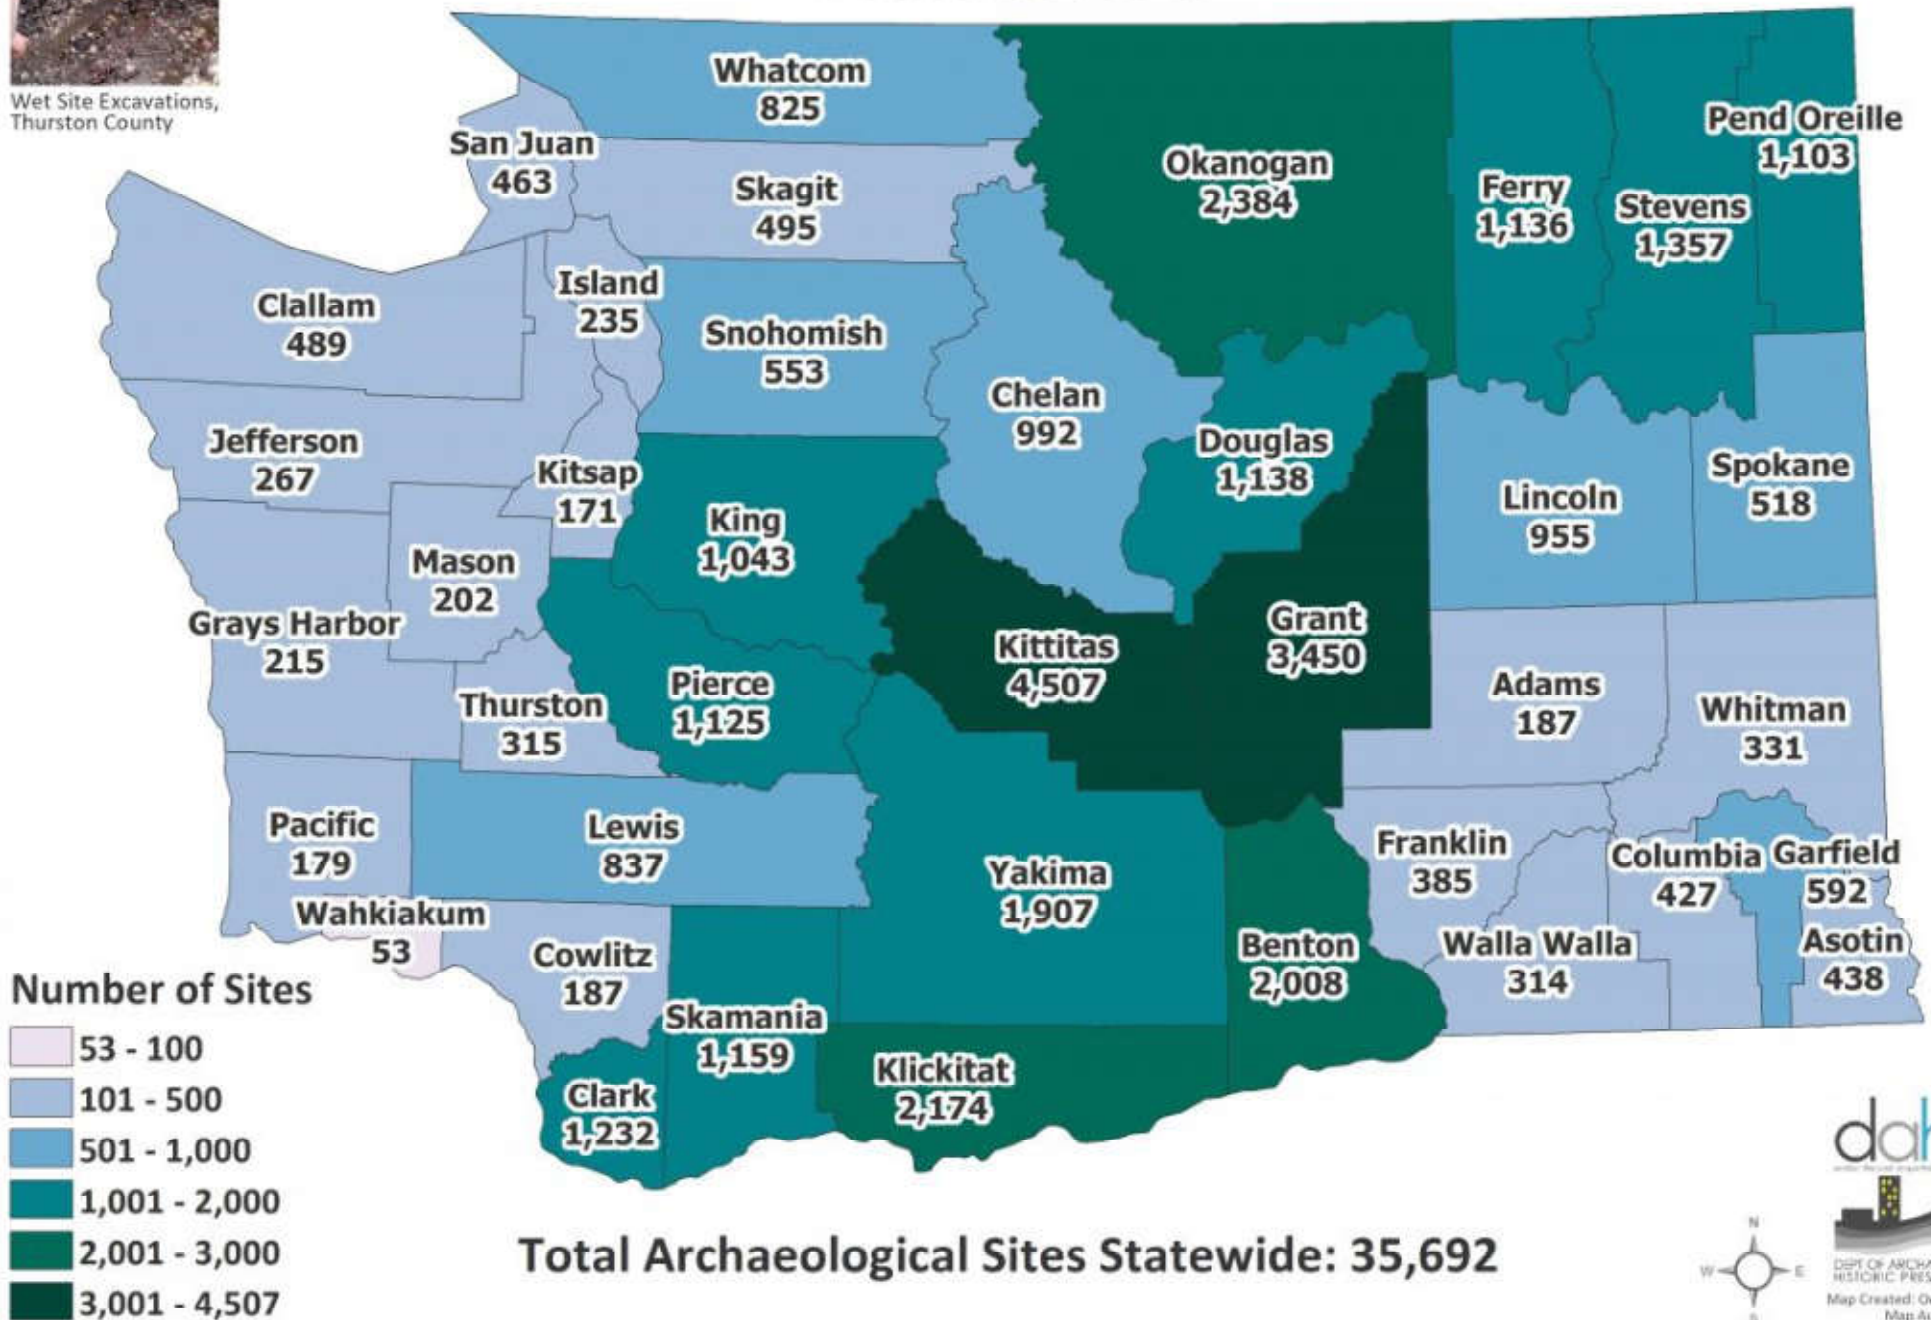 Wet Site Excavations,
Thurston County
Whatcom
825
San Juan
463
Skagit
495
Okanogan
2,384
Ferry
1,136
Stevens
1,357
Pend Oreille
1,103
Clallam
489
Island
235
Snohomish
553
Chelan
992
Douglas
1,138
Jefferson
267
Kitsap
171
King
1,043
Lincoln
955
Spokane
518
Mason
202
Grays Harbor
215
Kittitas
4,507
Grant
3,450
Thurston
315
Pierce
1,125
Adams
187
Whitman
331
Pacific
179
Lewis
837
Yakima
1,907
Franklin
385
Columbia
427
Garfield
592
Wahkiakum
53
Cowlitz
187
Benton
2,008
Walla Walla
314
Asotin
438
Skamania
1,159
Clark
1,232
Klickitat
2,174
Number of Sites
53 - 100
101 - 500
501 - 1,000
1,001 - 2,000
2,001 - 3,000
3,001 - 4,507
Total Archaeological Sites Statewide: 35,692
N
W E
DEPT OF
Map Created:
Map